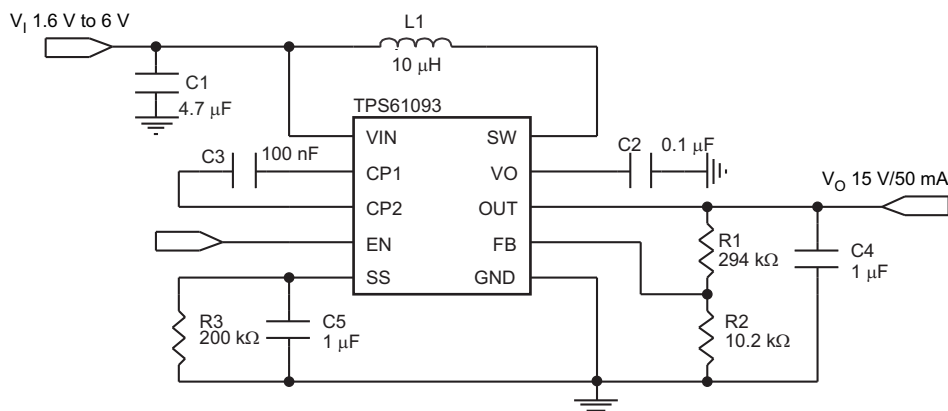 V_I 1.6 V to 6 V
L1
10 μH
C1
4.7 μF
TPS61093
VIN
SW
C3
100 nF
CP1
VO
C2
0.1 μF
CP2
OUT
V_O 15 V/50 mA
EN
FB
R1
294 kΩ
C4
1 μF
SS
GND
R3
200 kΩ
C5
1 μF
R2
10.2 kΩ